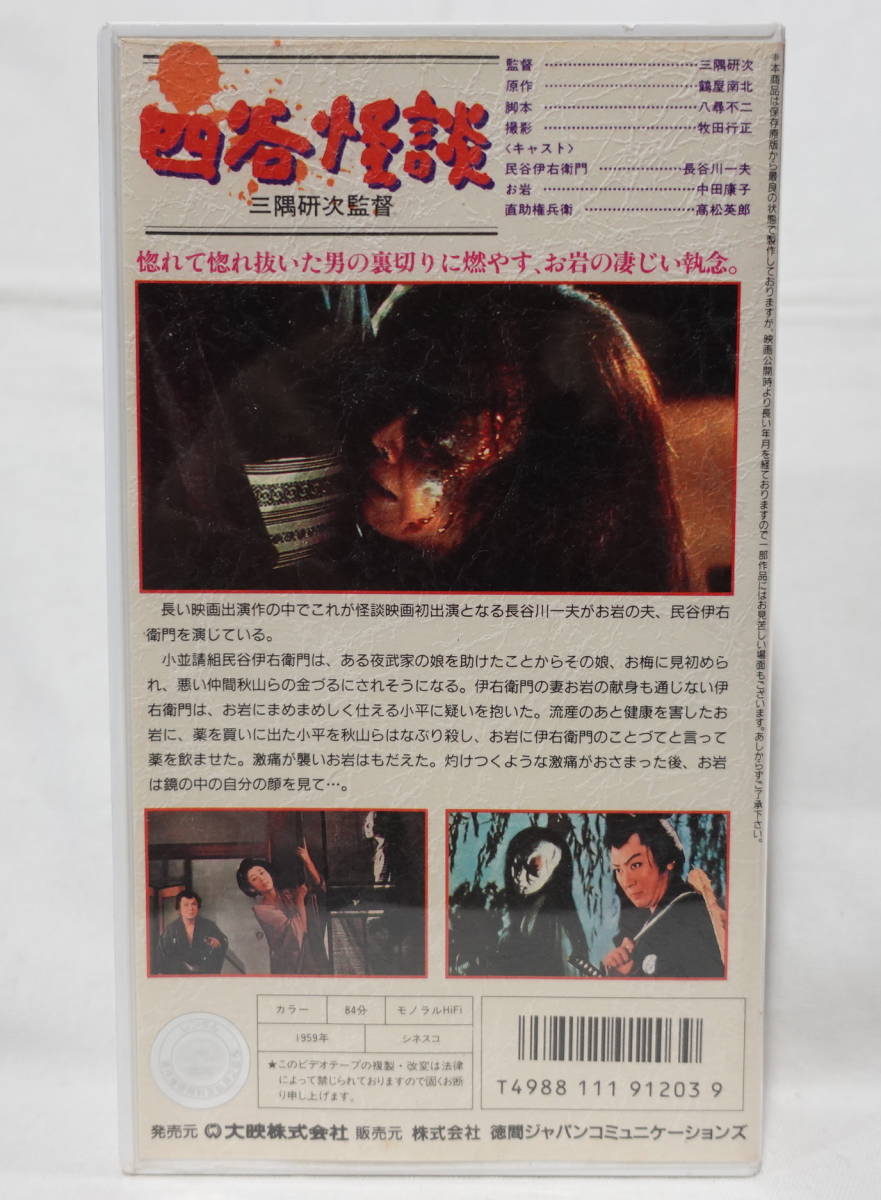 四谷怪談
三隅研次監督
監督 ································ 三隅研次
原作 ································ 鶴屋南北
脚本 ································ 八尋不二
撮影 ································ 牧田行正
〈キャスト〉
民谷伊右衛門 ·················· 長谷川一夫
お岩 ································ 中田康子
直助権兵衛 ······················· 高松英郎
惚れて惚れ抜いた男の裏切りに燃やす、お岩の凄じい執念。
＊本商品は保存原版から最良の状態で製作しておりますが、映画公開時より長い年月を経ておりますので一部作品にはお見苦しい場面もございます。あしからずご了承下さい。
長い映画出演作の中でこれが怪談映画初出演となる長谷川一夫がお岩の夫、民谷伊右
衛門を演じている。
小並請組民谷伊右衛門は、ある夜武家の娘を助けたことからその娘、お梅に見初めら
れ、悪い仲間秋山らの金づるにされそうになる。伊右衛門の妻お岩の献身も通じない伊
右衛門は、お岩にまめまめしく仕える小平に疑いを抱いた。流産のあと健康を害したお
岩に、薬を買いに出た小平を秋山らはなぶり殺し、お岩に伊右衛門のことづてと言って
薬を飲ませた。激痛が襲いお岩はもだえた。灼けつくような激痛がおさまった後、お岩
は鏡の中の自分の顔を見て…。
カラー 84分 モノラルHiFi
1959年 シネスコ
★このビデオテープの複製・改変は法律
によって禁じられておりますので固くお断
り申し上げます。
T4988 111 91203 9
発売元 大映株式会社 販売元 株式会社 徳間ジャパンコミュニケーションズ